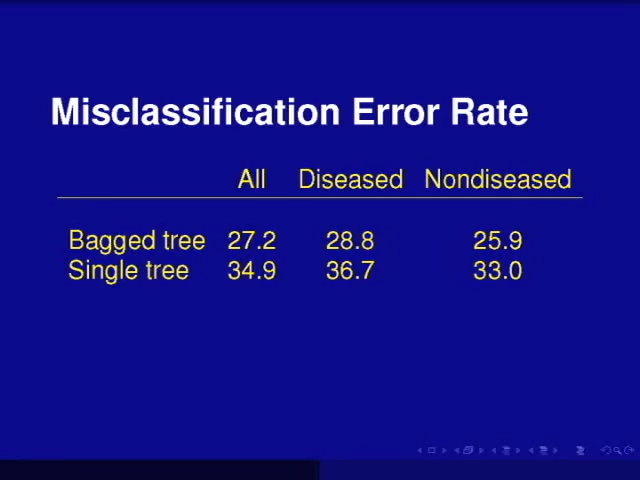 Misclassification Error Rate
All Diseased Nondiseased
Bagged tree 27.2 28.8 25.9
Single tree 34.9 36.7 33.0